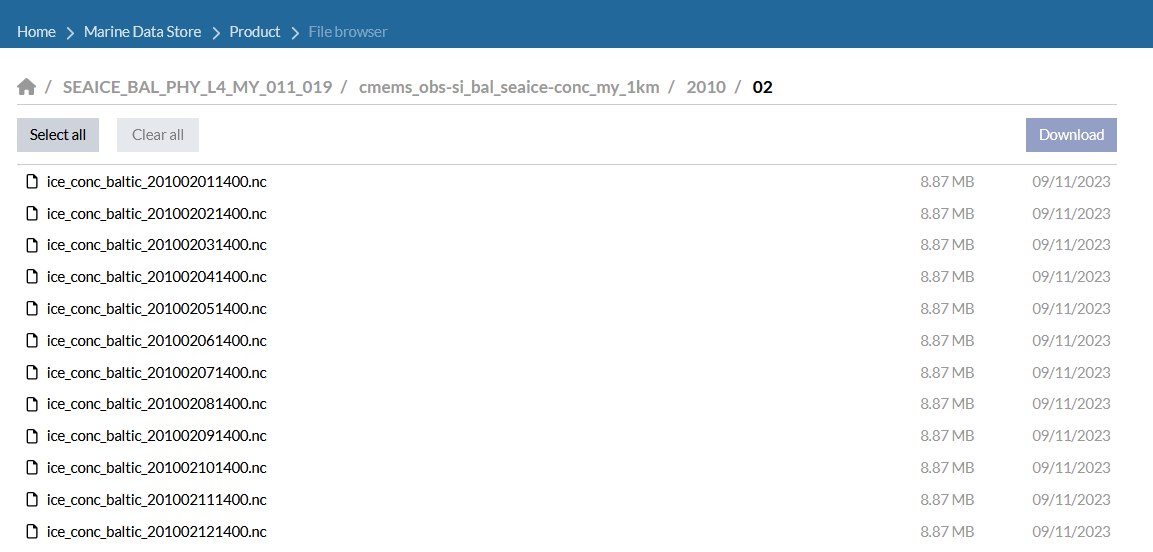 Home > Marine Data Store > Product > File browser
/ SEAICE_BAL_PHY_L4_MY_011_019 / cmems_obs-si_bal_seaice-conc_my_1km / 2010 / 02
Select all Clear all Download
ice_conc_baltic_201002011400.nc 8.87 MB 09/11/2023
ice_conc_baltic_201002021400.nc 8.87 MB 09/11/2023
ice_conc_baltic_201002031400.nc 8.87 MB 09/11/2023
ice_conc_baltic_201002041400.nc 8.87 MB 09/11/2023
ice_conc_baltic_201002051400.nc 8.87 MB 09/11/2023
ice_conc_baltic_201002061400.nc 8.87 MB 09/11/2023
ice_conc_baltic_201002071400.nc 8.87 MB 09/11/2023
ice_conc_baltic_201002081400.nc 8.87 MB 09/11/2023
ice_conc_baltic_201002091400.nc 8.87 MB 09/11/2023
ice_conc_baltic_201002101400.nc 8.87 MB 09/11/2023
ice_conc_baltic_201002111400.nc 8.87 MB 09/11/2023
ice_conc_baltic_201002121400.nc 8.87 MB 09/11/2023